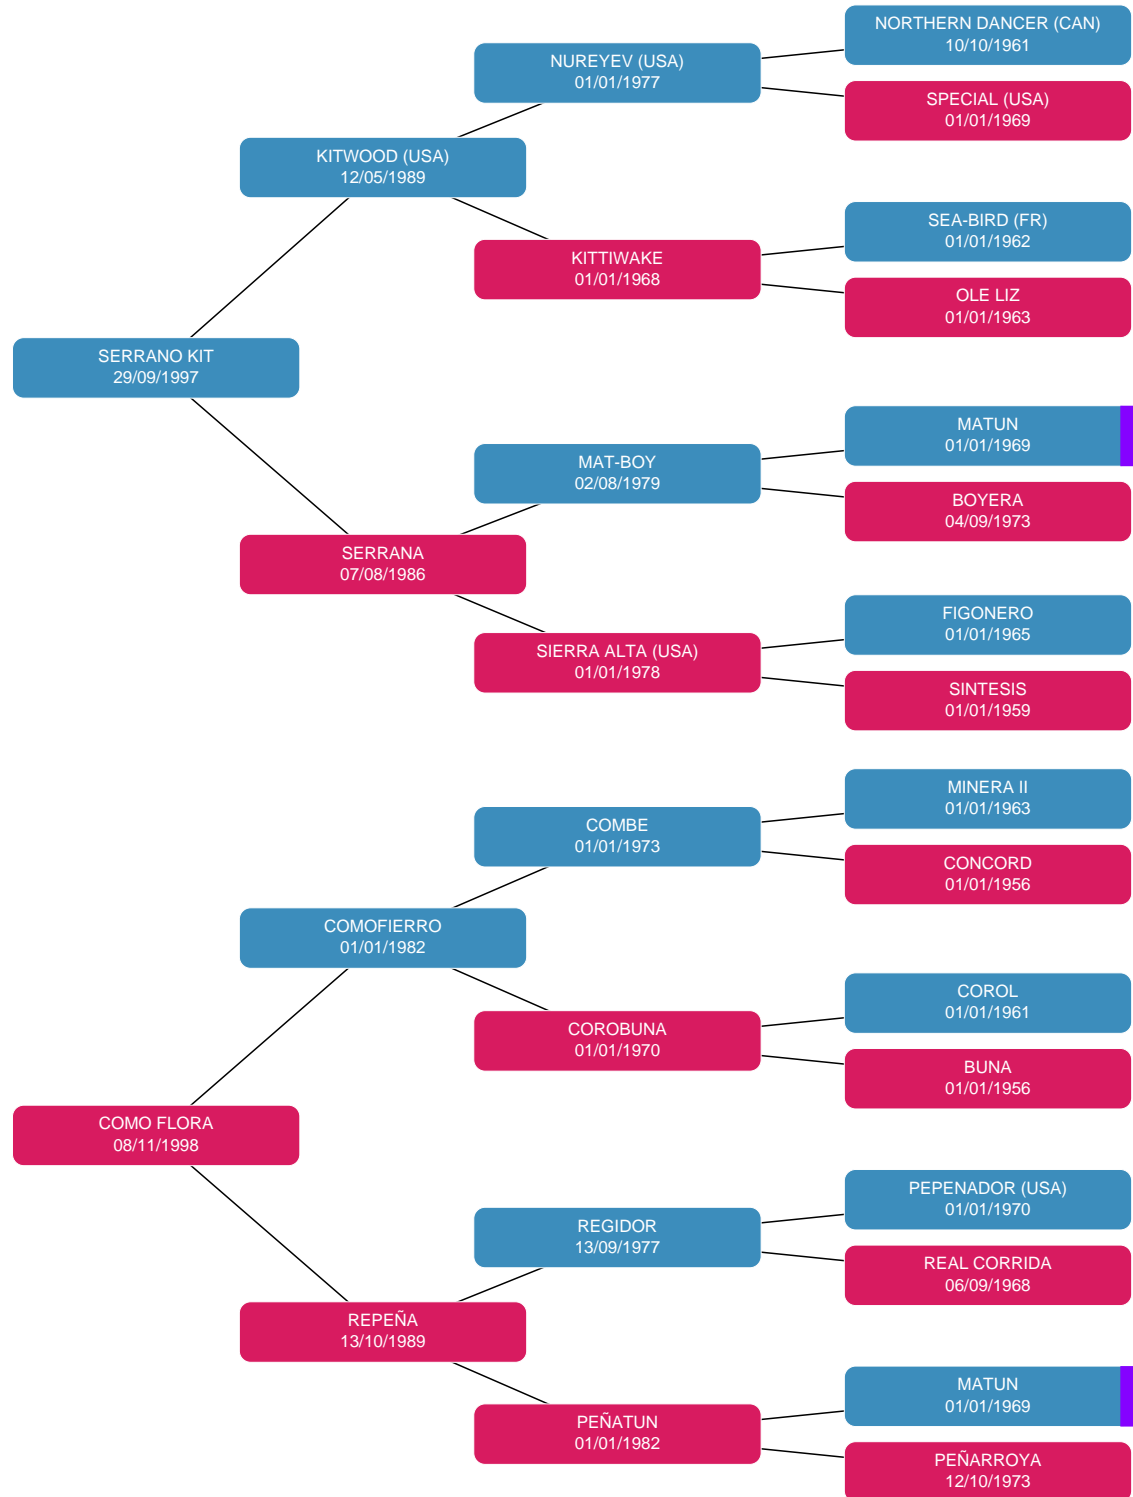 NORTHERN DANCER (CAN)
10/10/1961
NUREYEV (USA)
01/01/1977
SPECIAL (USA)
01/01/1969
KITWOOD (USA)
12/05/1989
SEA-BIRD (FR)
01/01/1962
KITTIWAKE
01/01/1968
OLE LIZ
01/01/1963
SERRANO KIT
29/09/1997
MATUN
01/01/1969
MAT-BOY
02/08/1979
BOYERA
04/09/1973
SERRANA
07/08/1986
FIGONERO
01/01/1965
SIERRA ALTA (USA)
01/01/1978
SINTESIS
01/01/1959
MINERA II
01/01/1963
COMBE
01/01/1973
CONCORD
01/01/1956
COMOFIERRO
01/01/1982
COROL
01/01/1961
COROBUNA
01/01/1970
BUNA
01/01/1956
COMO FLORA
08/11/1998
PEPENADOR (USA)
01/01/1970
REGIDOR
13/09/1977
REAL CORRIDA
06/09/1968
REPEÑA
13/10/1989
MATUN
01/01/1969
PEÑATUN
01/01/1982
PEÑARROYA
12/10/1973